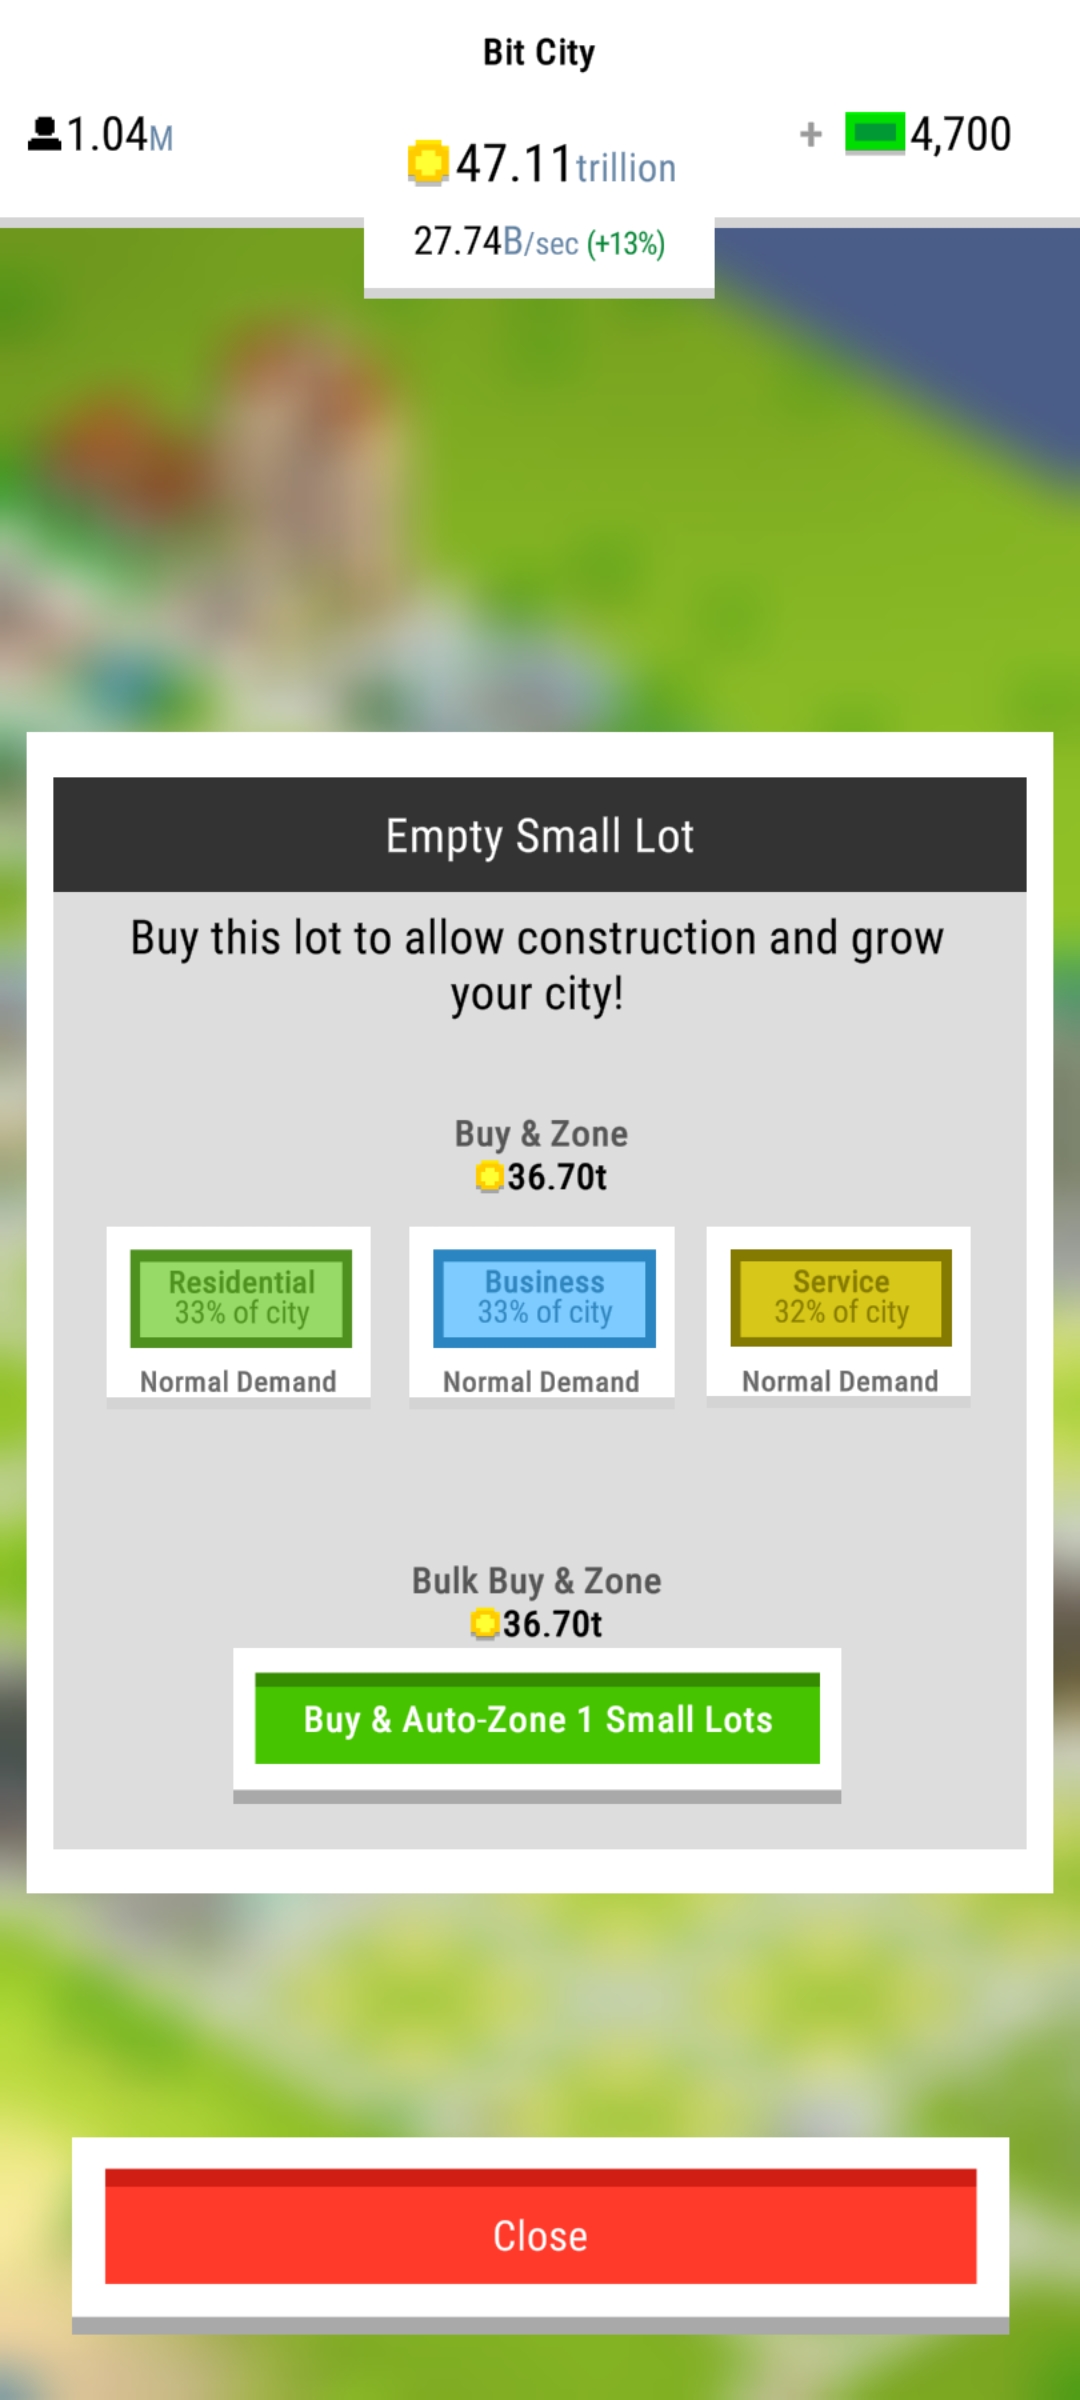 Bit City
1.04M
47.11trillion
+ 4,700
27.74B/sec (+13%)
Empty Small Lot
Buy this lot to allow construction and grow
your city!
Buy & Zone
36.70t
Residential
33% of city
Normal Demand
Business
33% of city
Normal Demand
Service
32% of city
Normal Demand
Bulk Buy & Zone
36.70t
Buy & Auto-Zone 1 Small Lots
Close